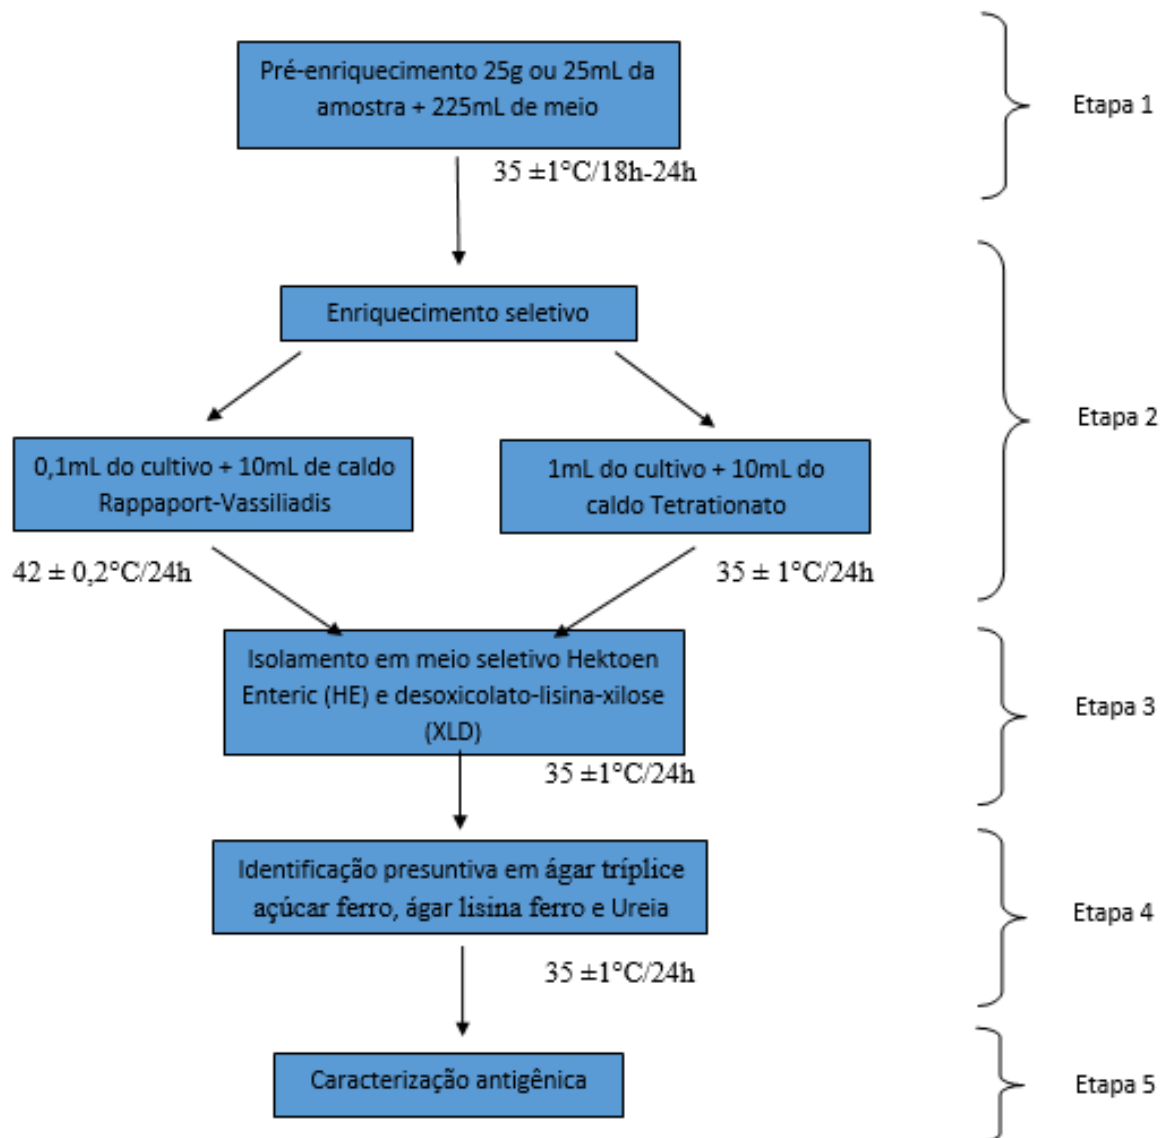 Pré-enriquecimento 25g ou 25mL da
amostra + 225mL de meio
Etapa 1
35 ±1°C/18h-24h
Enriquecimento seletivo
Etapa 2
0,1mL do cultivo + 10mL de caldo
Rappaport-Vassiliadis
1mL do cultivo + 10mL do
caldo Tetrationato
42 ± 0,2°C/24h
35 ± 1°C/24h
Isolamento em meio seletivo Hektoen
Enteric (HE) e desoxicolato-lisina-xilose
(XLD)
Etapa 3
35 ±1°C/24h
Identificação presuntiva em ágar tríplice
açúcar ferro, ágar lisina ferro e Ureia
Etapa 4
35 ±1°C/24h
Caracterização antigênica
Etapa 5